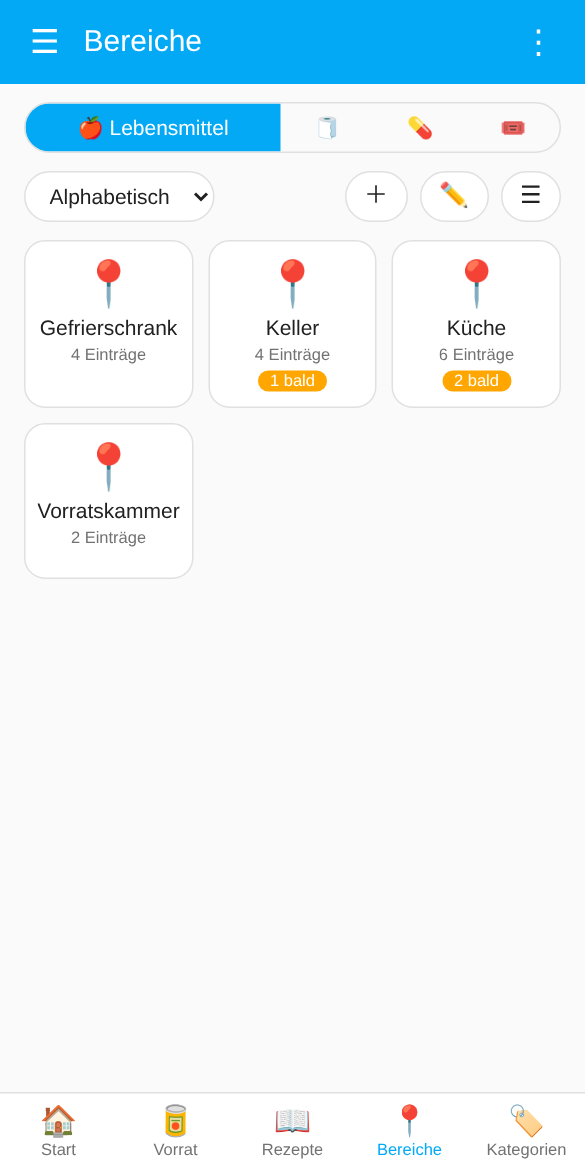 ☰ Bereiche ⋮
🍎 Lebensmittel 🧻 💊 🎟️
Alphabetisch + ✏️ ☰
Gefrierschrank
4 Einträge
Keller
4 Einträge
1 bald
Küche
6 Einträge
2 bald
Vorratskammer
2 Einträge
Start
Vorrat
Rezepte
Bereiche
Kategorien